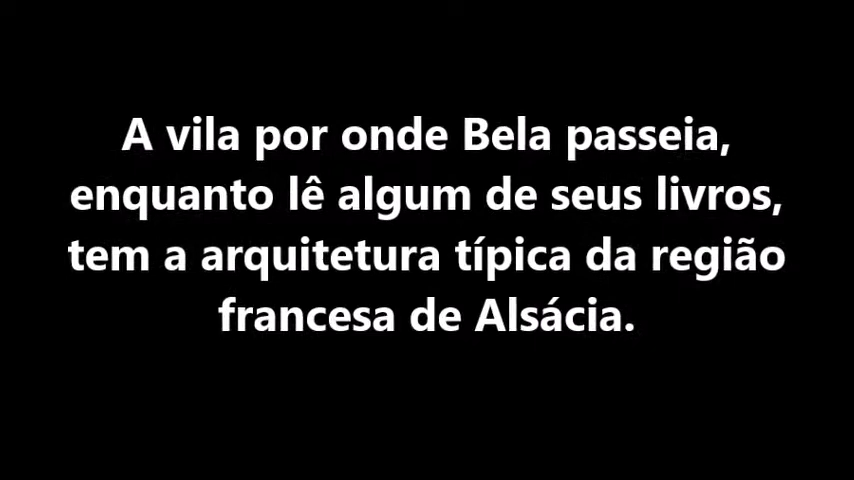 A vila por onde Bela passeia,
enquanto lê algum de seus livros,
tem a arquitetura típica da região
francesa de Alsácia.